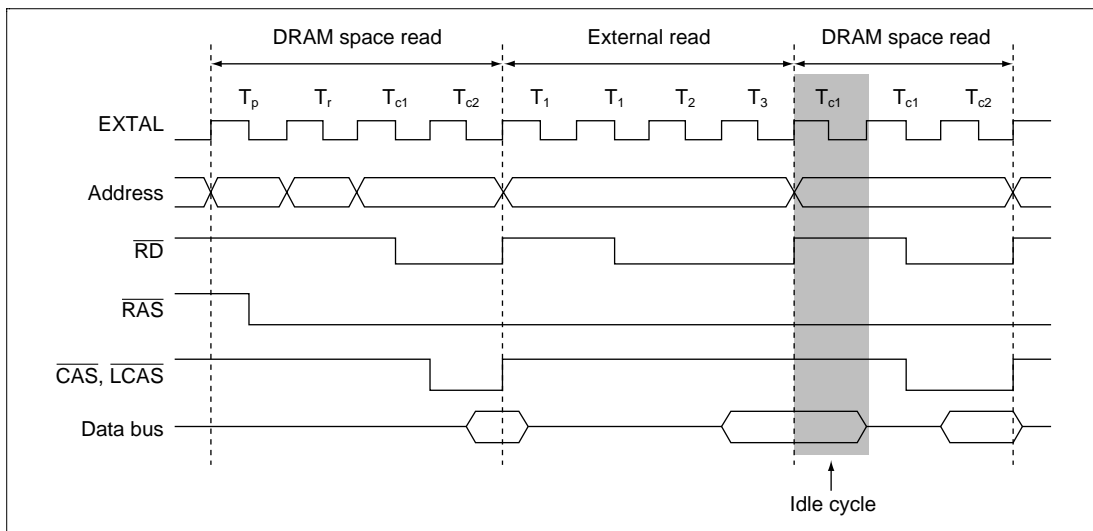 DRAM space read External read DRAM space read
Tp Tr Tc1 Tc2 T1 T1 T2 T3 Tc1 Tc1 Tc2
EXTAL
Address
RD
RAS
CAS, LCAS
Data bus
Idle cycle